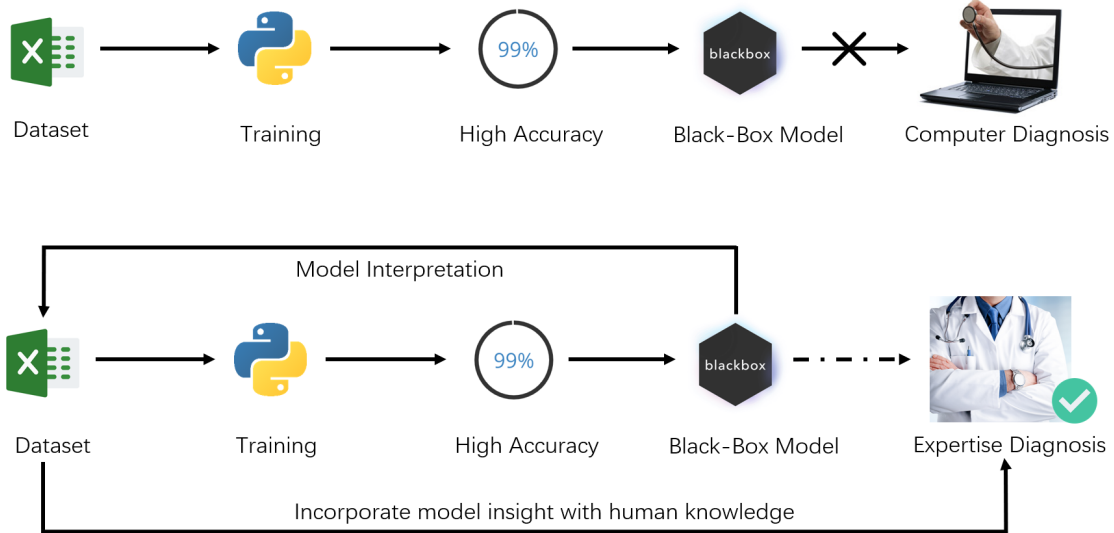 X
99%
blackbox
Dataset
Training
High Accuracy
Black-Box Model
Computer Diagnosis
Model Interpretation
X
99%
blackbox
Dataset
Training
High Accuracy
Black-Box Model
Expertise Diagnosis
Incorporate model insight with human knowledge